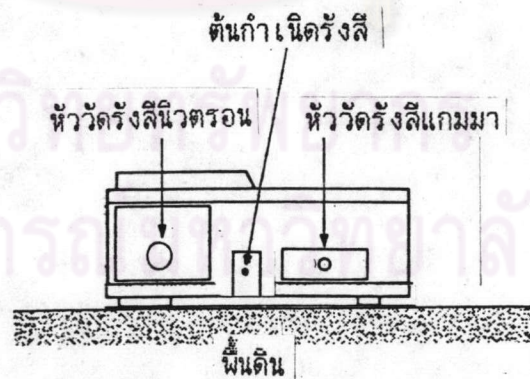 ต้นกำเนิดรังสี
หัววัดรังสีนิวตรอน
หัววัดรังสีแกมมา
พื้นดิน